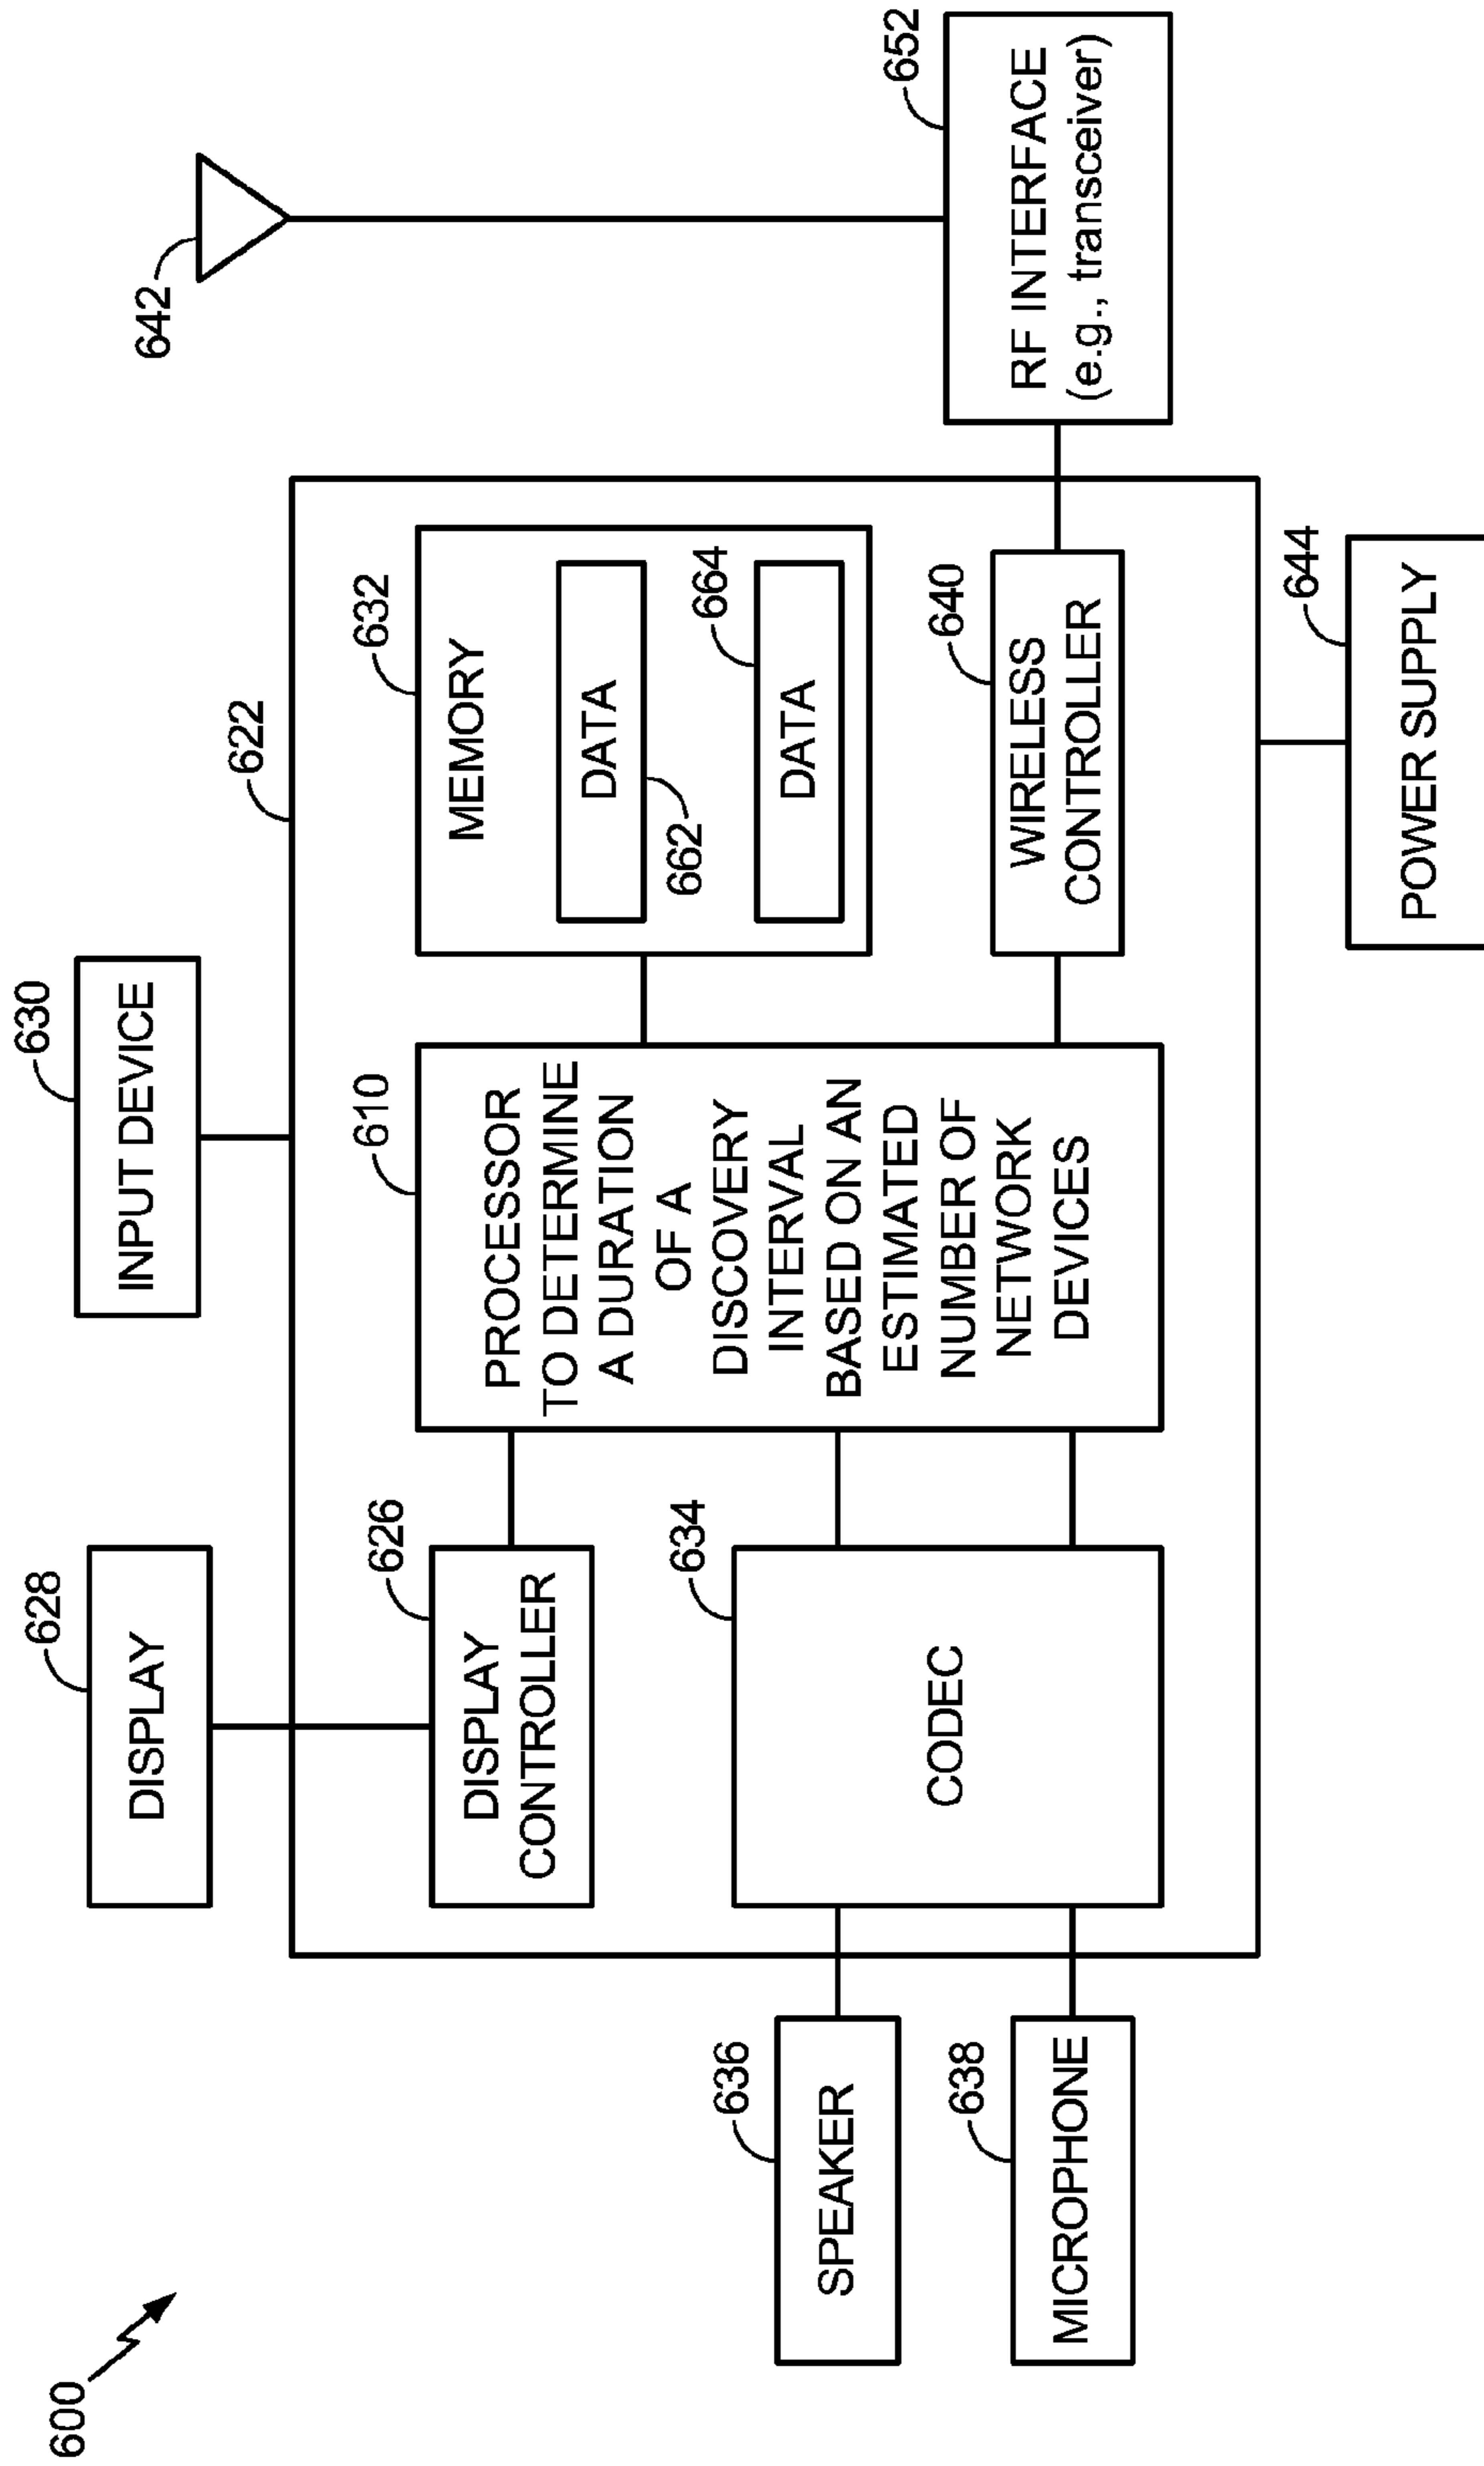 600
628
DISPLAY
630
INPUT DEVICE
642
622
626
DISPLAY
CONTROLLER
610
PROCESSOR
TO DETERMINE
A DURATION
OF A
DISCOVERY
INTERVAL
BASED ON AN
ESTIMATED
NUMBER OF
NETWORK
DEVICES
632
MEMORY
DATA
662
664
DATA
634
CODEC
636
SPEAKER
638
MICROPHONE
640
WIRELESS
CONTROLLER
652
RF INTERFACE
(e.g., transceiver)
644
POWER SUPPLY